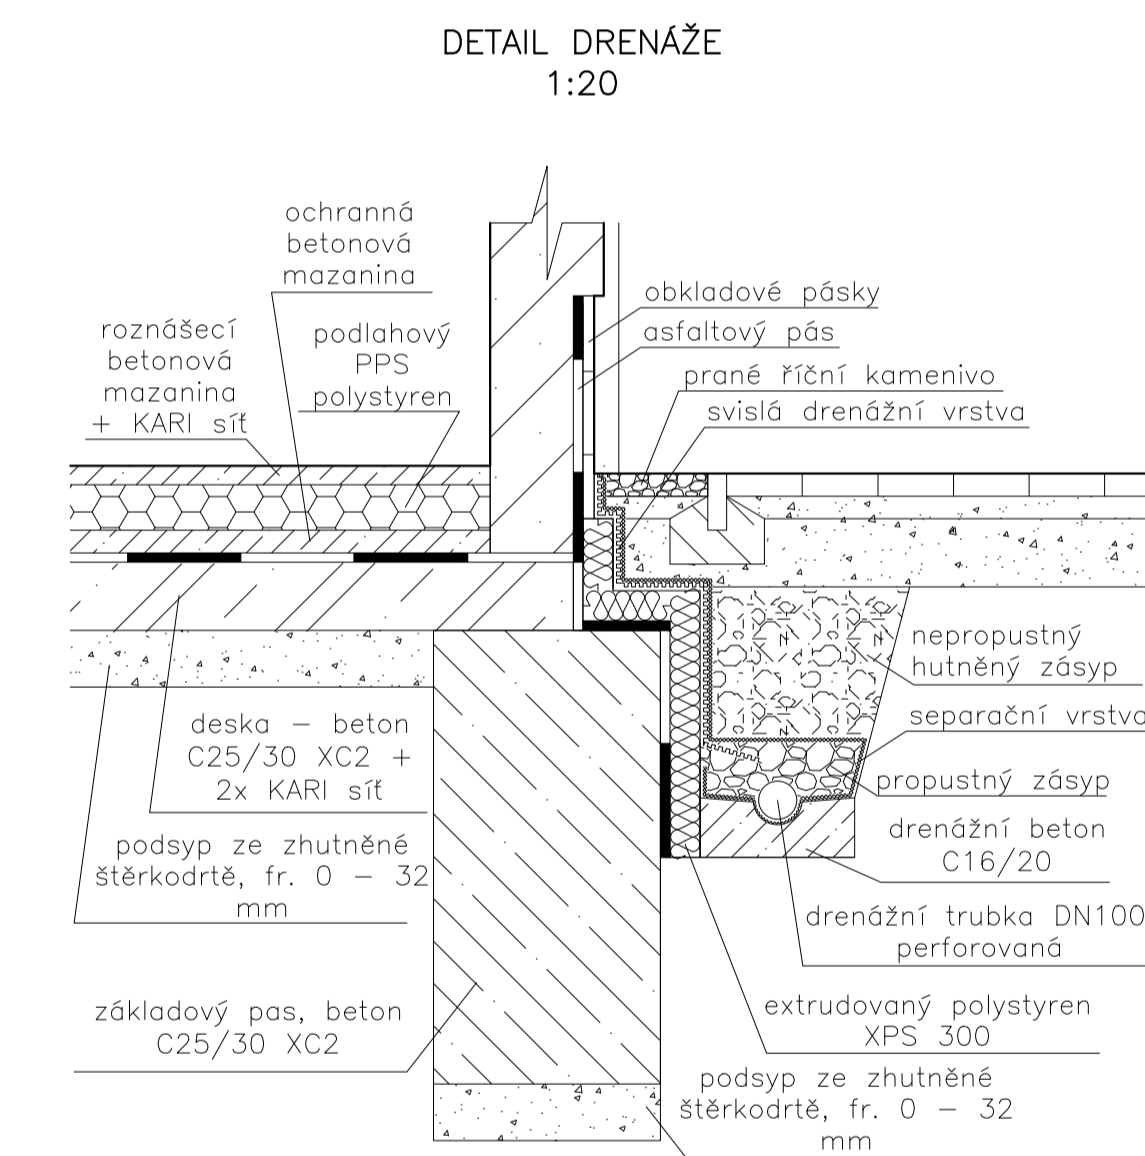 DETAIL DRENÁŽE
1:20
ochranná
betonová
mazanina
roznášecí
betonová
mazanina
+ KARI síť
podlahový
PPS
polystyren
obkladové pásky
asfaltový pás
prané říční kamenivo
svislá drenážní vrstva
nepropustný
hutněný zásyp
separační vrstva
propustný zásyp
drenážní beton
C16/20
drenážní trubka DN100
perforovaná
extrudovaný polystyren
XPS 300
podsyp ze zhutněné
štěrkodrtě, fr. 0 – 32
mm
deska – beton
C25/30 XC2 +
2x KARI síť
podsyp ze zhutněné
štěrkodrtě, fr. 0 – 32
mm
základový pas, beton
C25/30 XC2